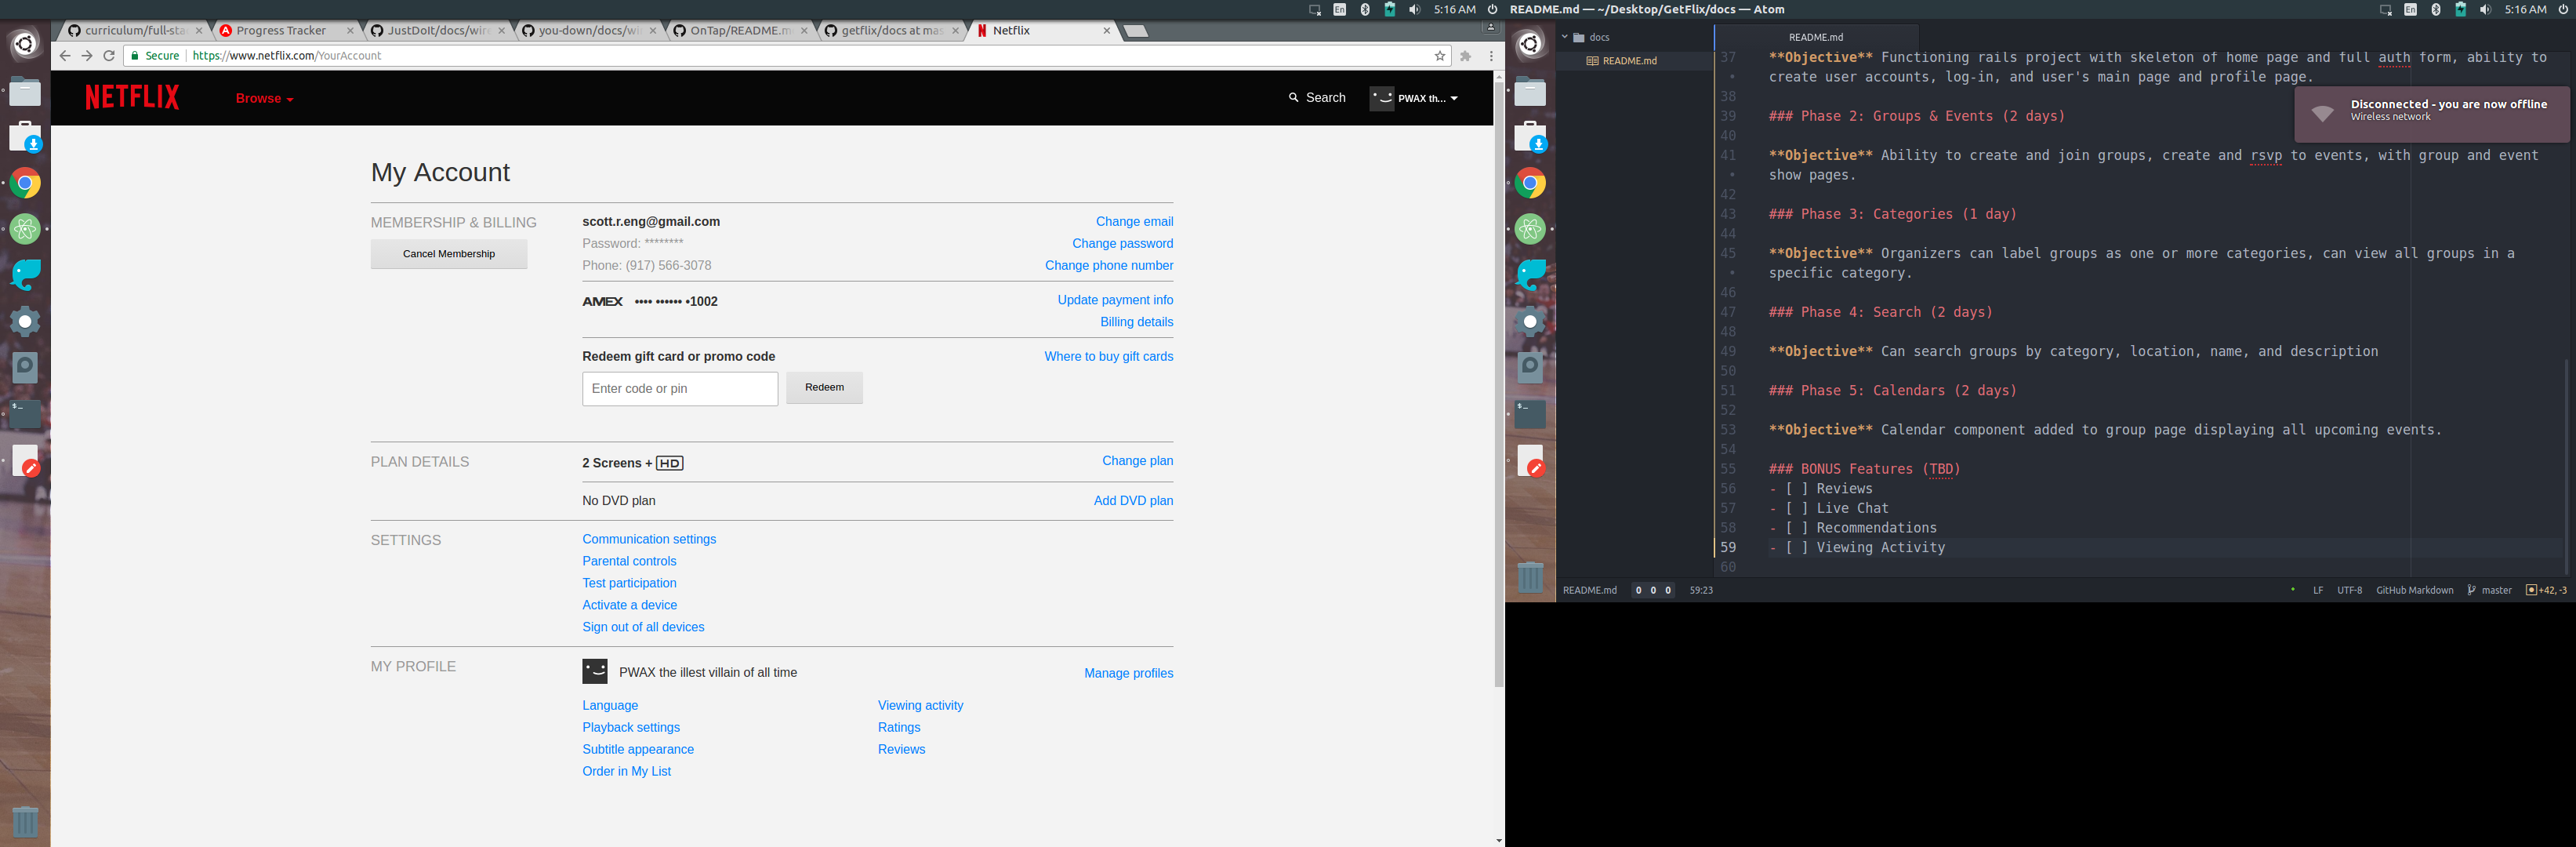 En
5:16 AM
README.md — ~/Desktop/GetFlix/docs — Atom
En
5:16 AM
curriculum/full-sta
Progress Tracker
JustDoIt/docs/wire
you-down/docs/wi
OnTap/README.m
getflix/docs at mas
Netflix
Secure
https://www.netflix.com/YourAccount
NETFLIX
Browse
Search
PWAX th...
My Account
MEMBERSHIP & BILLING
Cancel Membership
scott.r.eng@gmail.com
Change email
Password: ********
Change password
Phone: (917) 566-3078
Change phone number
AMEX •••• •••••• •1002
Update payment info
Billing details
Redeem gift card or promo code
Where to buy gift cards
Enter code or pin
Redeem
PLAN DETAILS
2 Screens + HD
Change plan
No DVD plan
Add DVD plan
SETTINGS
Communication settings
Parental controls
Test participation
Activate a device
Sign out of all devices
MY PROFILE
PWAX the illest villain of all time
Manage profiles
Language
Viewing activity
Playback settings
Ratings
Subtitle appearance
Reviews
Order in My List
docs
README.md
README.md
37 **Objective** Functioning rails project with skeleton of home page and full auth form, ability to
• create user accounts, log-in, and user's main page and profile page.
38
39 ### Phase 2: Groups & Events (2 days)
40
41 **Objective** Ability to create and join groups, create and rsvp to events, with group and event
• show pages.
42
43 ### Phase 3: Categories (1 day)
44
45 **Objective** Organizers can label groups as one or more categories, can view all groups in a
• specific category.
46
47 ### Phase 4: Search (2 days)
48
49 **Objective** Can search groups by category, location, name, and description
50
51 ### Phase 5: Calendars (2 days)
52
53 **Objective** Calendar component added to group page displaying all upcoming events.
54
55 ### BONUS Features (TBD)
56 - [ ] Reviews
57 - [ ] Live Chat
58 - [ ] Recommendations
59 - [ ] Viewing Activity
60
Disconnected - you are now offline
Wireless network
README.md
0 0 0
59:23
LF
UTF-8
GitHub Markdown
master
+42, -3